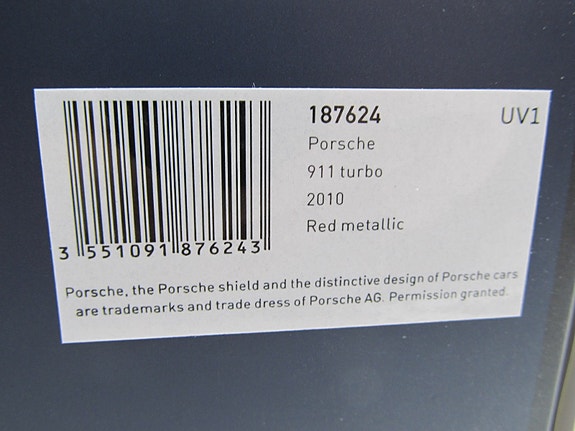 187624
UV1
Porsche
911 turbo
2010
Red metallic
3 551091 876243
Porsche, the Porsche shield and the distinctive design of Porsche cars
are trademarks and trade dress of Porsche AG. Permission granted.